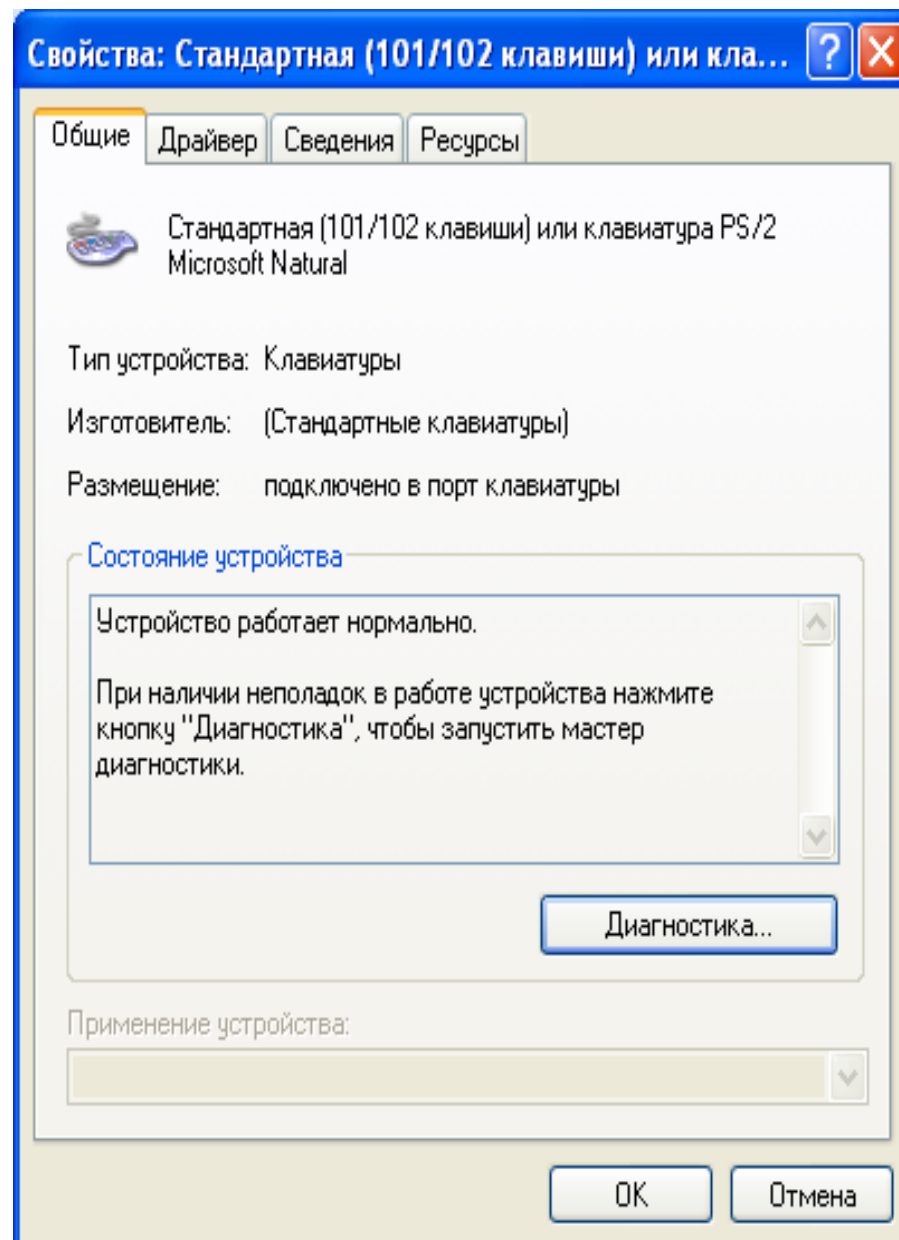 Свойства: Стандартная (101/102 клавиши) или кла...
Общие
Драйвер
Сведения
Ресурсы
Стандартная (101/102 клавиши) или клавиатура PS/2
Microsoft Natural
Тип устройства: Клавиатуры
Изготовитель: (Стандартные клавиатуры)
Размещение: подключено в порт клавиатуры
Состояние устройства
Устройство работает нормально.
При наличии неполадок в работе устройства нажмите
кнопку "Диагностика", чтобы запустить мастер
диагностики.
Диагностика...
Применение устройства:
OK
Отмена